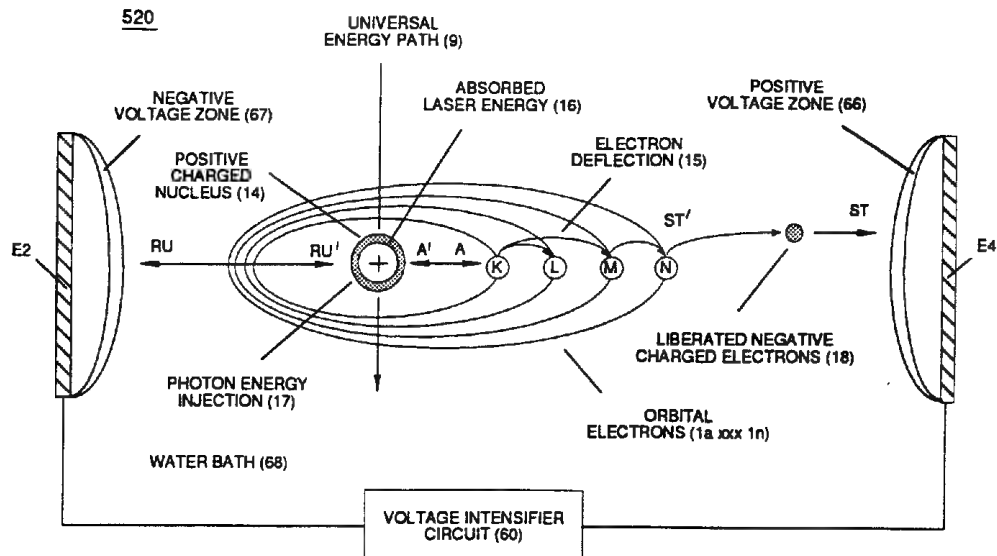 520
UNIVERSAL
ENERGY PATH (9)
ABSORBED
LASER ENERGY (16)
NEGATIVE
VOLTAGE ZONE (67)
POSITIVE
VOLTAGE ZONE (66)
POSITIVE
CHARGED
NUCLEUS (14)
ELECTRON
DEFLECTION (15)
ST'
ST
E2
RU
RU'
+
A'
A
K
L
M
N
E4
LIBERATED NEGATIVE
CHARGED ELECTRONS (18)
PHOTON ENERGY
INJECTION (17)
ORBITAL
ELECTRONS (1a xxx 1n)
WATER BATH (68)
VOLTAGE INTENSIFIER
CIRCUIT (60)